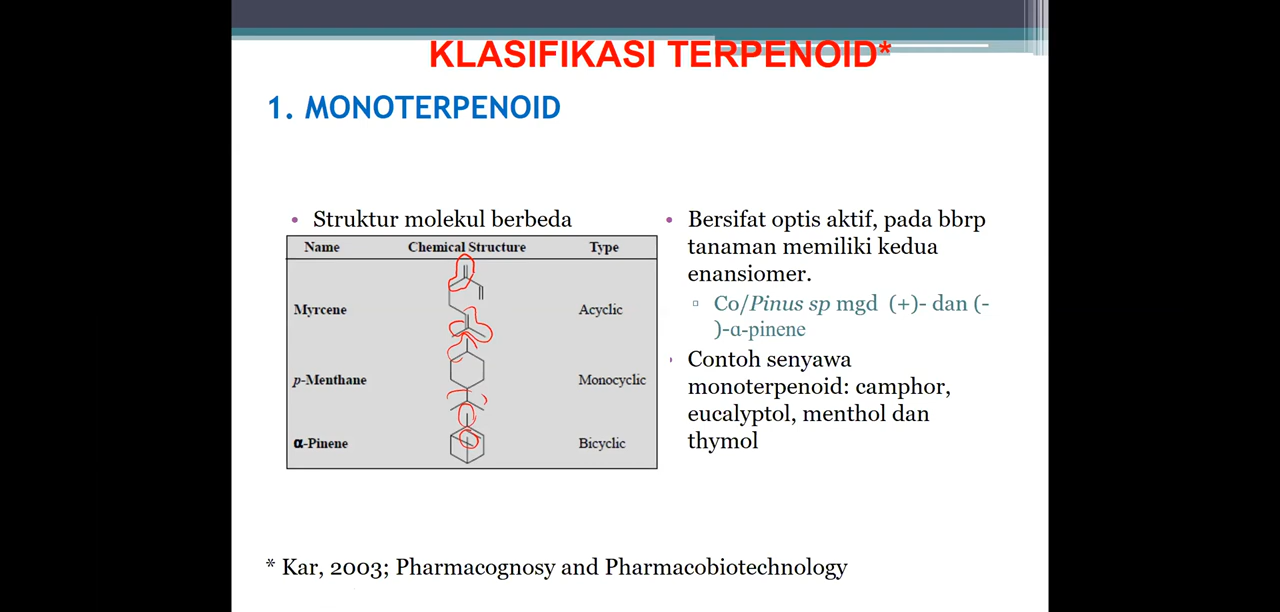 KLASIFIKASI TERPENOID*
1. MONOTERPENOID
• Struktur molekul berbeda
Name Chemical Structure Type
Myrcene Acyclic
p-Menthane Monocyclic
α-Pinene Bicyclic
• Bersifat optis aktif, pada bbrp
tanaman memiliki kedua
enansiomer.
▫ Co/Pinus sp mgd (+)- dan (-
)-α-pinene
• Contoh senyawa
monoterpenoid: camphor,
eucalyptol, menthol dan
thymol
* Kar, 2003; Pharmacognosy and Pharmacobiotechnology